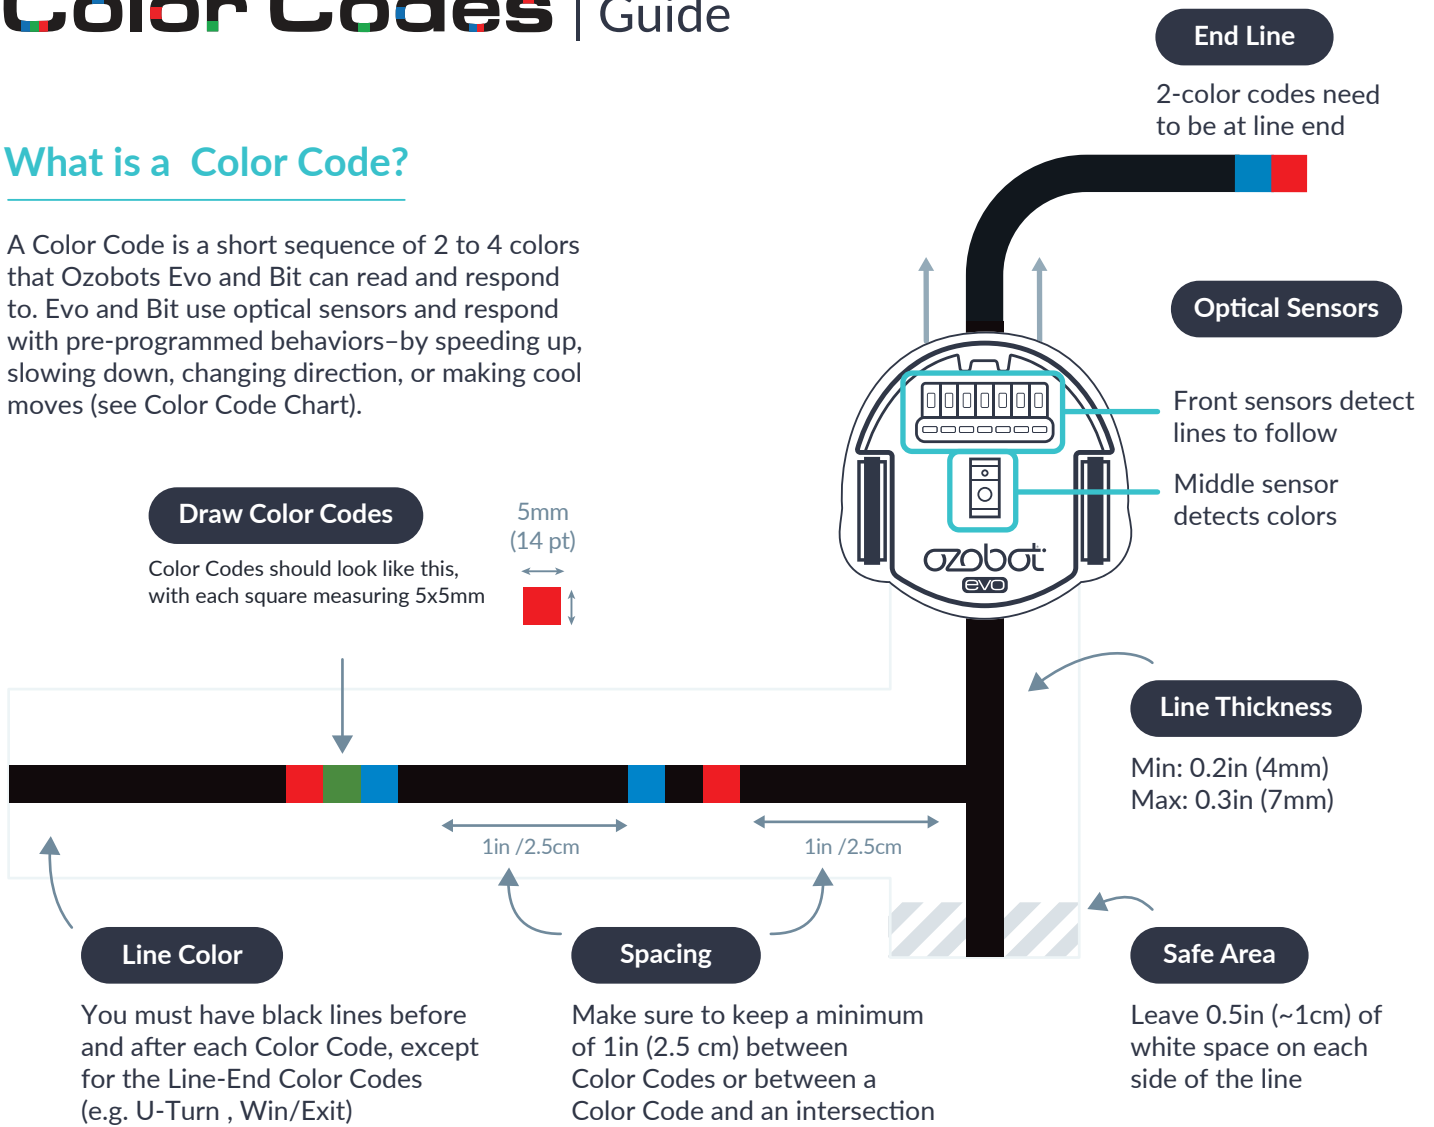 Color Codes | Guide
End Line
2-color codes need
to be at line end
What is a Color Code?
A Color Code is a short sequence of 2 to 4 colors
that Ozobots Evo and Bit can read and respond
to. Evo and Bit use optical sensors and respond
with pre-programmed behaviors–by speeding up,
slowing down, changing direction, or making cool
moves (see Color Code Chart).
Optical Sensors
Front sensors detect
lines to follow
Middle sensor
detects colors
Draw Color Codes
Color Codes should look like this,
with each square measuring 5x5mm
5mm
(14 pt)
ozobot
evo
Line Thickness
Min: 0.2in (4mm)
Max: 0.3in (7mm)
1in /2.5cm
1in /2.5cm
Line Color
You must have black lines before
and after each Color Code, except
for the Line-End Color Codes
(e.g. U-Turn , Win/Exit)
Spacing
Make sure to keep a minimum
of 1in (2.5 cm) between
Color Codes or between a
Color Code and an intersection
Safe Area
Leave 0.5in (~1cm) of
white space on each
side of the line